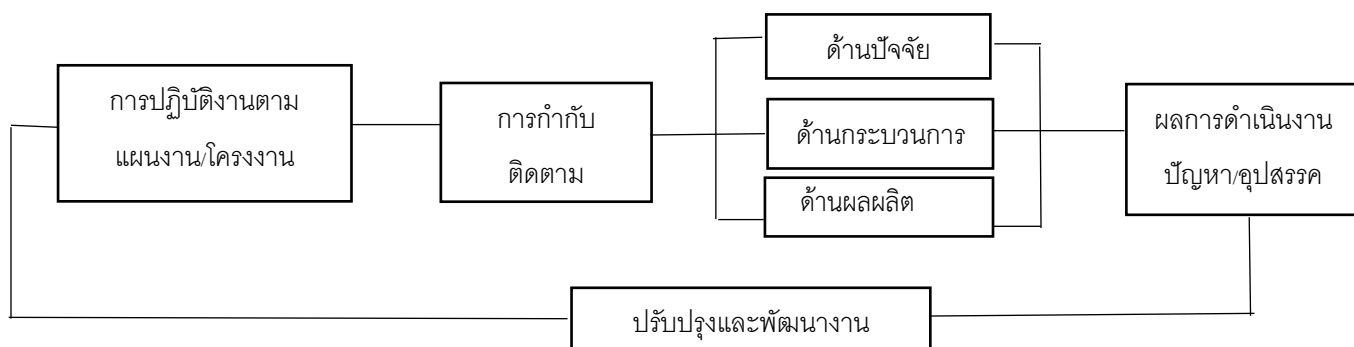 การปฏิบัติงานตาม
แผนงาน/โครงงาน
การกำกับ
ติดตาม
ด้านปัจจัย
ด้านกระบวนการ
ด้านผลผลิต
ผลการดำเนินงาน
ปัญหา/อุปสรรค
ปรับปรุงและพัฒนางาน